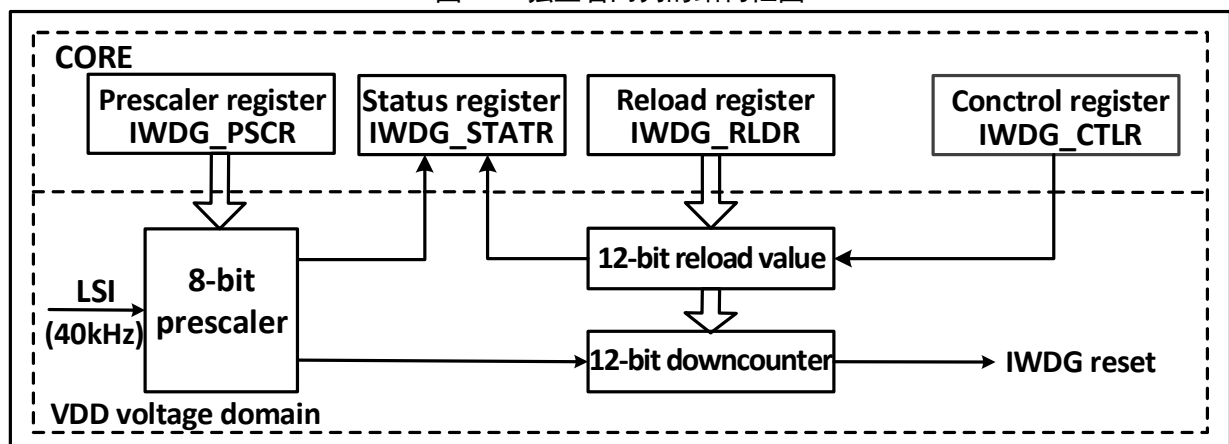 CORE
Prescaler register
IWDG_PSCR
Status register
IWDG_STATR
Reload register
IWDG_RLDR
Conctrol register
IWDG_CTLR
8-bit
prescaler
LSI
(40kHz)
12-bit reload value
12-bit downcounter
IWDG reset
VDD voltage domain